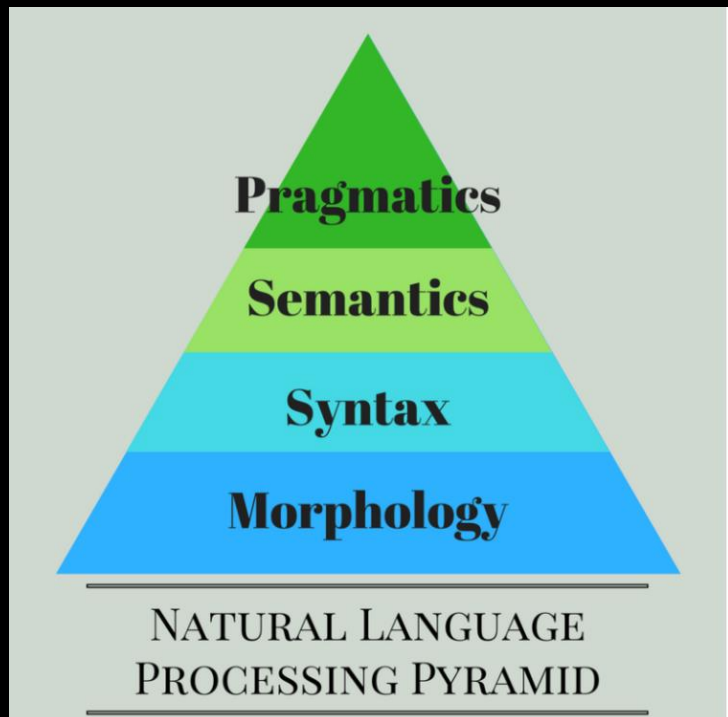 Pragmatics
Semantics
Syntax
Morphology
NATURAL LANGUAGE
PROCESSING PYRAMID